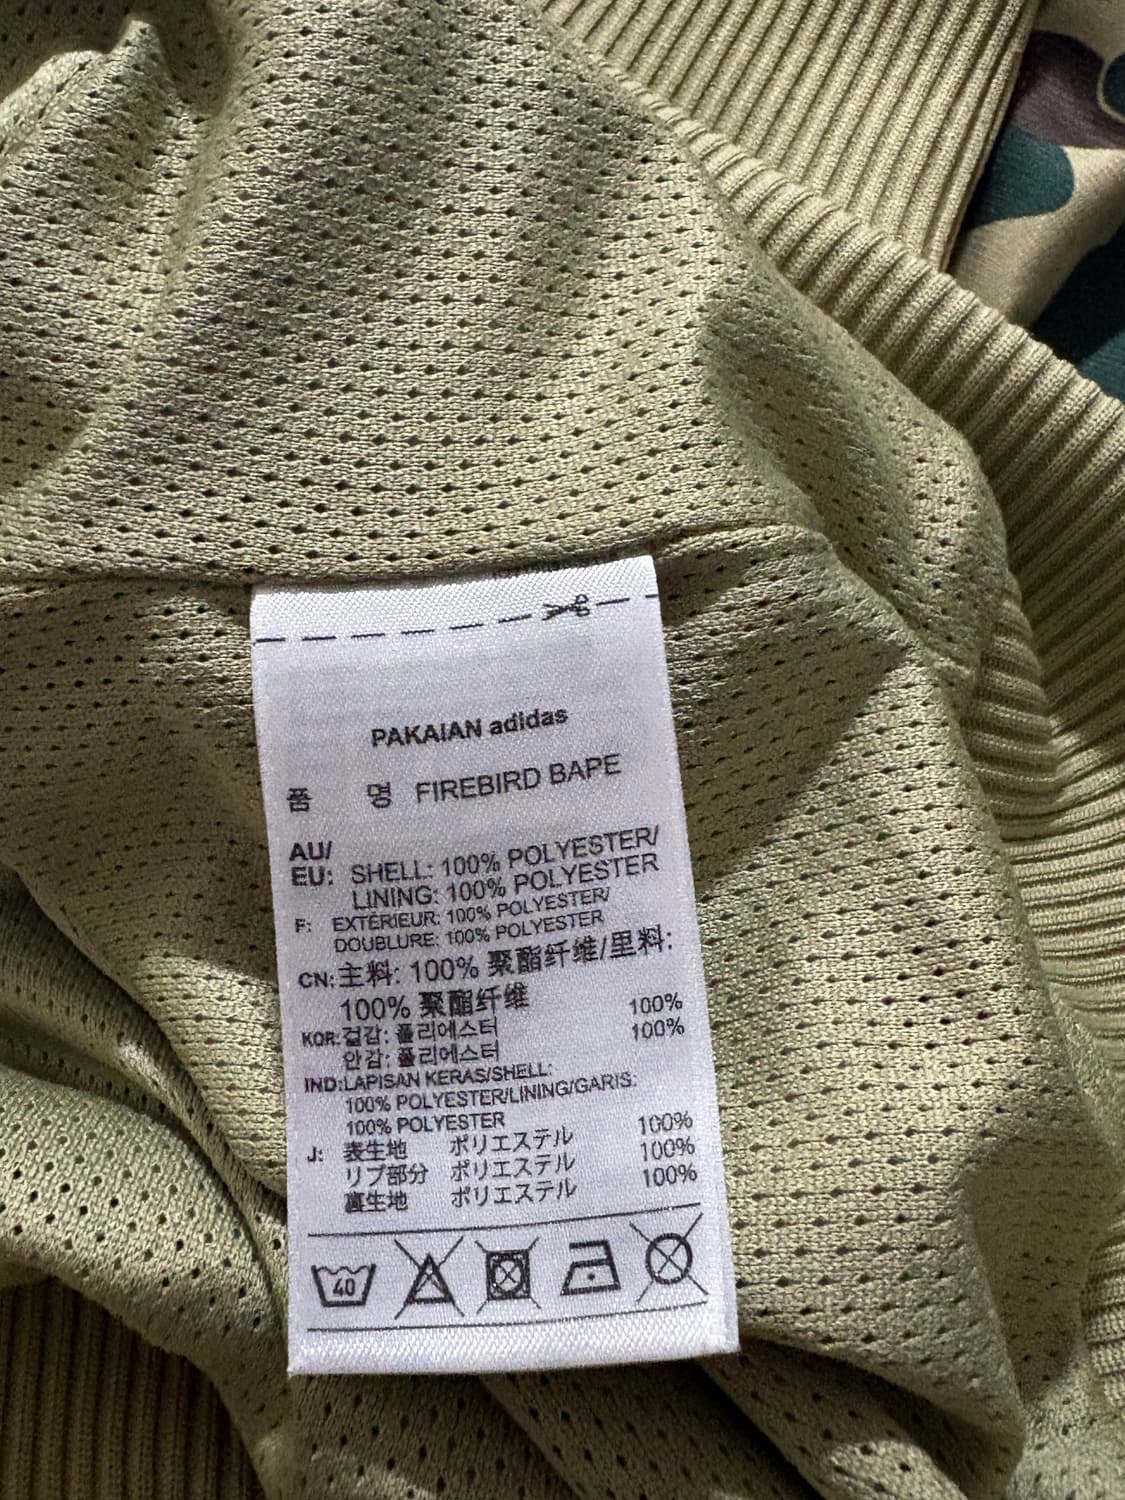 PAKAIAN adidas
품 명 FIREBIRD BAPE
AU/
EU: SHELL: 100% POLYESTER/
LINING: 100% POLYESTER
F: EXTÉRIEUR: 100% POLYESTER/
DOUBLURE: 100% POLYESTER
CN: 主料: 100% 聚酯纤维/里料:
100% 聚酯纤维
KOR: 겉감: 폴리에스터 100%
안감: 폴리에스터 100%
IND: LAPISAN KERAS/SHELL:
100% POLYESTER/LINING/GARIS:
100% POLYESTER
J: 表生地 ポリエステル 100%
リブ部分 ポリエステル 100%
裏生地 ポリエステル 100%
40